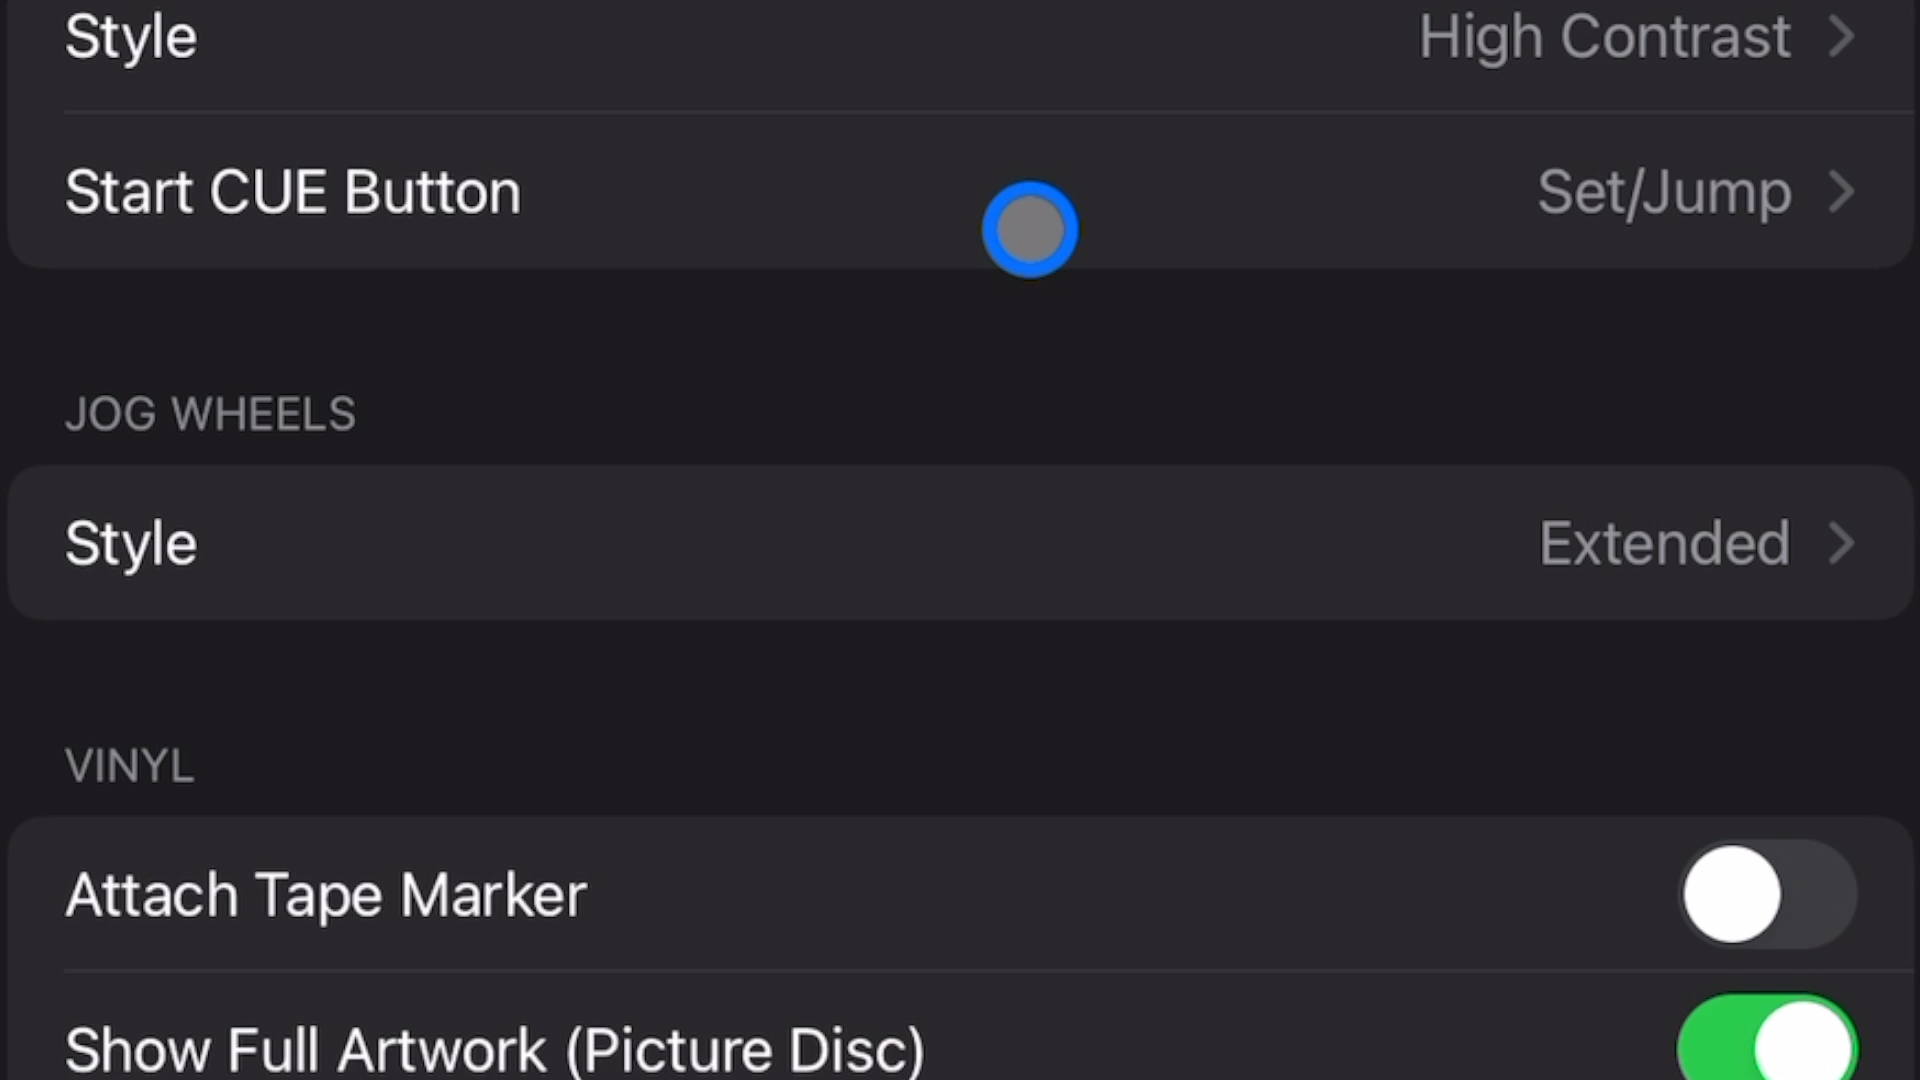 Style High Contrast
Start CUE Button Set/Jump
JOG WHEELS
Style Extended
VINYL
Attach Tape Marker
Show Full Artwork (Picture Disc)